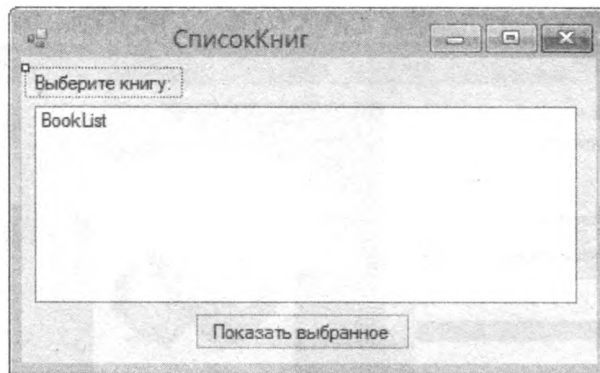 СписокКниг
Выберите книгу:
BookList
Показать выбранное